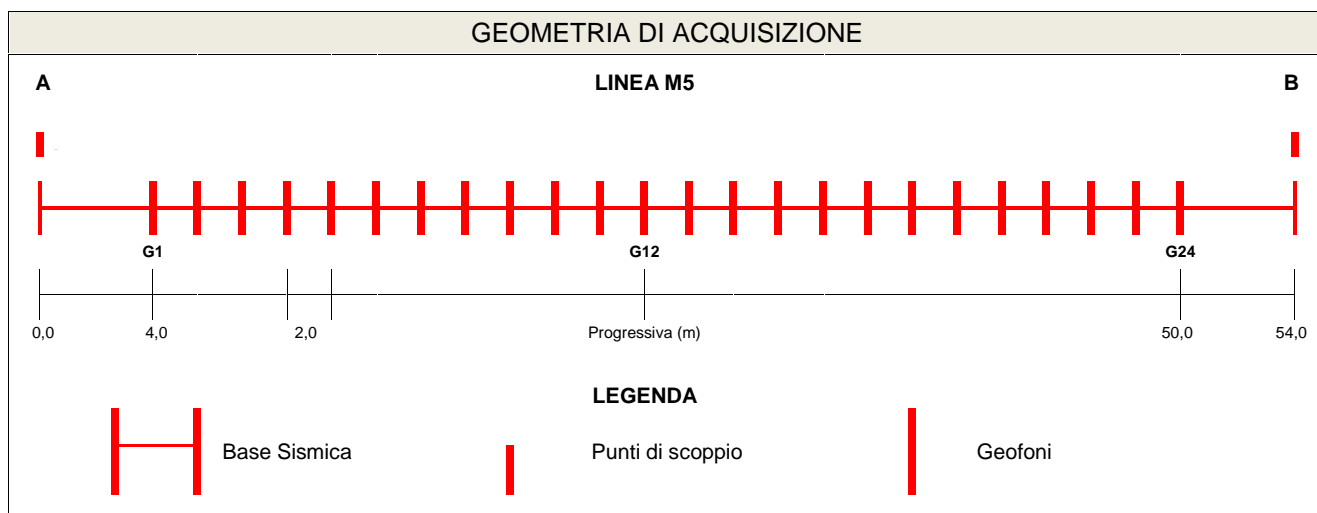 GEOMETRIA DI ACQUISIZIONE
A LINEA M5 B
G1 G12 G24
0,0 4,0 2,0 Progressiva (m) 50,0 54,0
LEGENDA
Base Sismica Punti di scoppio Geofoni